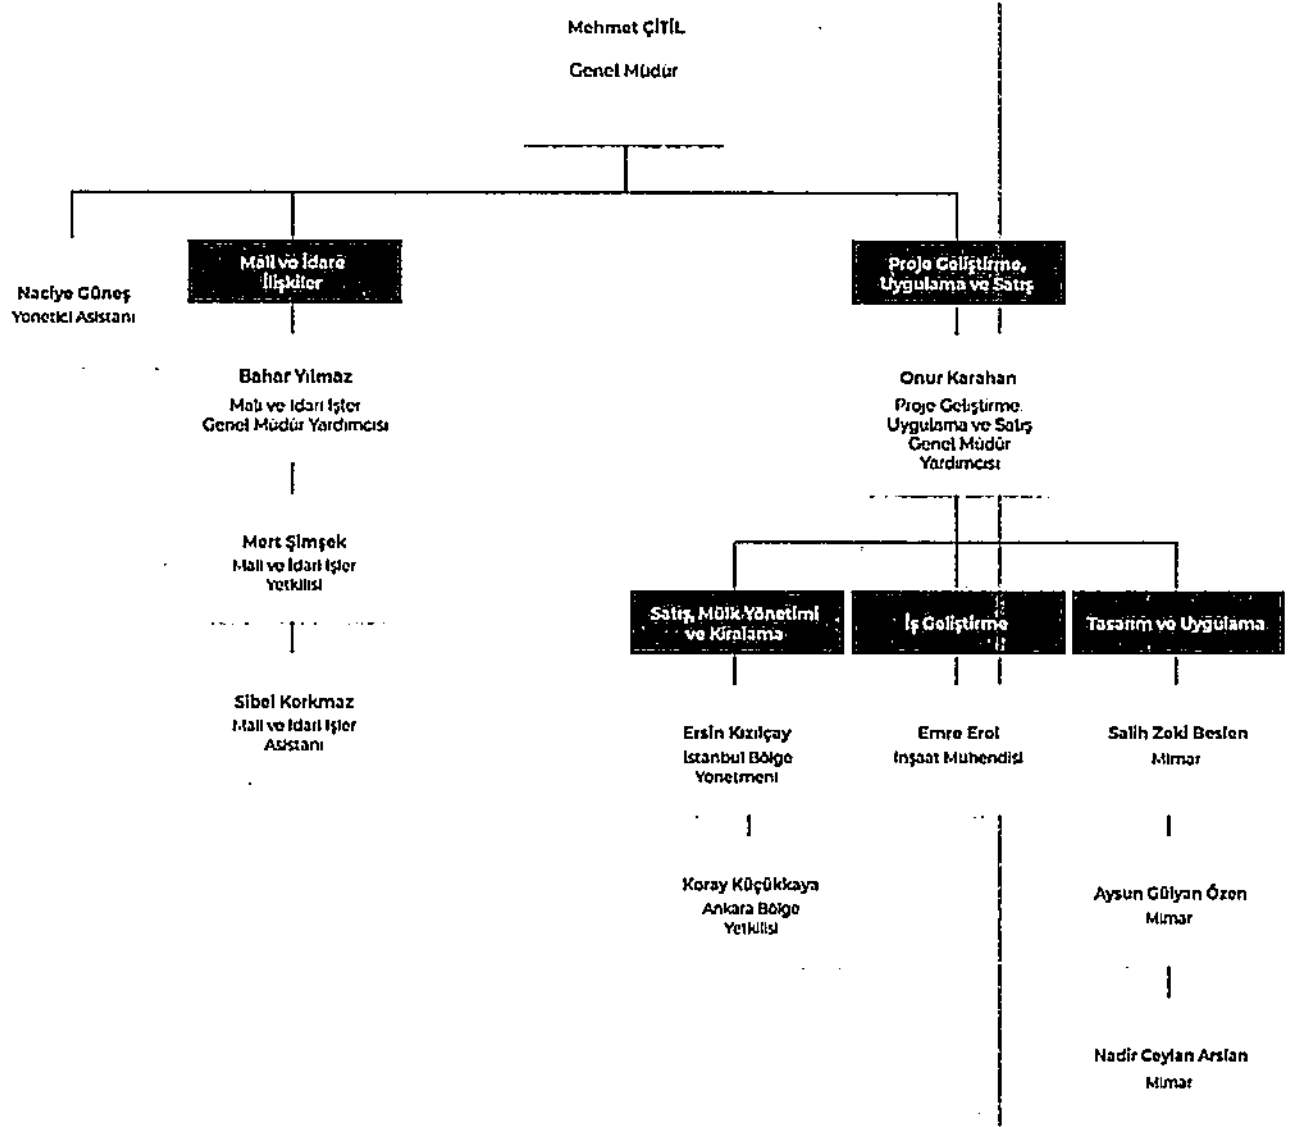 Mehmet ÇİTİL
Genel Müdür
Mali ve İdare
İlişkiler
Proje Geliştirme,
Uygulama ve Satış
Naciye Güneş
Yönetici Asistanı
Bahar Yılmaz
Mali ve İdari İşler
Genel Müdür Yardımcısı
Onur Karahan
Proje Geliştirme,
Uygulama ve Satış
Genel Müdür
Yardımcısı
Mert Şimşek
Mali ve İdari İşler
Yetkilisi
Satış, Mülk Yönetimi
ve Kiralama
İş Geliştirme
Tasarım ve Uygulama
Sibel Korkmaz
Mali ve İdari İşler
Asistanı
Ersin Kızılçay
İstanbul Bölge
Yönetmeni
Emre Erol
İnşaat Mühendisi
Salih Zeki Beslen
Mimar
Koray Küçükkaya
Ankara Bölge
Yetkilisi
Aysun Gülyan Özen
Mimar
Nadir Ceylan Arslan
Mimar